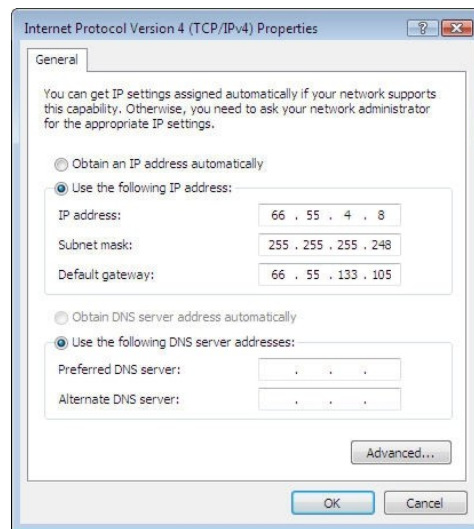 Internet Protocol Version 4 (TCP/IPv4) Properties
General
You can get IP settings assigned automatically if your network supports
this capability. Otherwise, you need to ask your network administrator
for the appropriate IP settings.
Obtain an IP address automatically
Use the following IP address:
IP address: 66 . 55 . 4 . 8
Subnet mask: 255 . 255 . 255 . 248
Default gateway: 66 . 55 . 133 . 105
Obtain DNS server address automatically
Use the following DNS server addresses:
Preferred DNS server: . . .
Alternate DNS server: . . .
Advanced...
OK Cancel